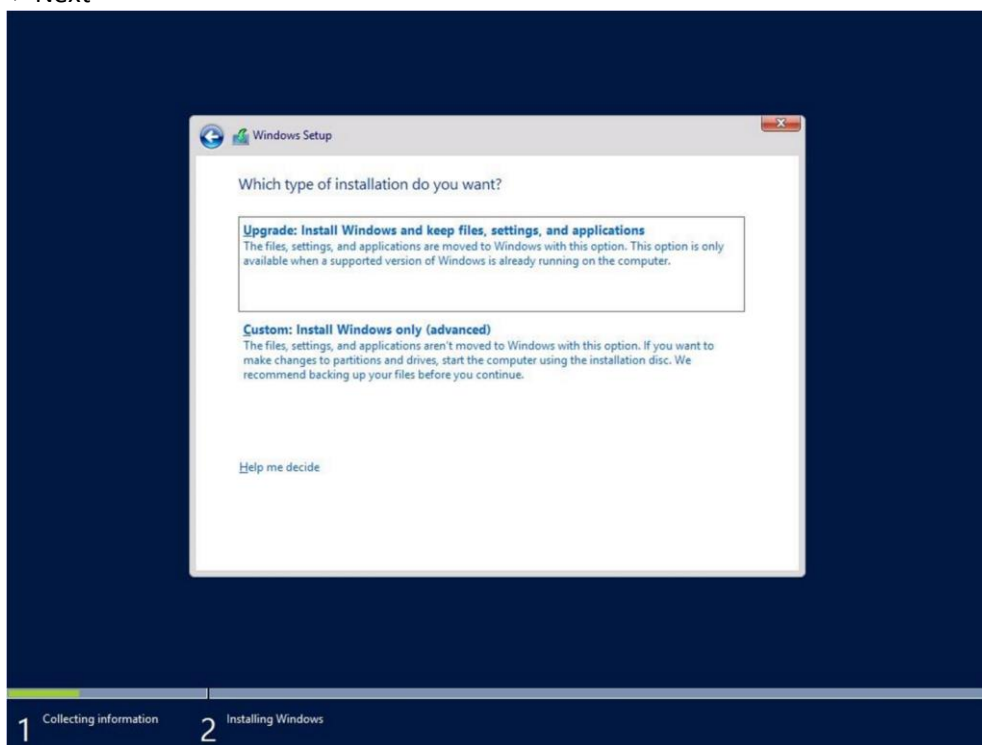 Next
Windows Setup
Which type of installation do you want?
Upgrade: Install Windows and keep files, settings, and applications
The files, settings, and applications are moved to Windows with this option. This option is only
available when a supported version of Windows is already running on the computer.
Custom: Install Windows only (advanced)
The files, settings, and applications aren't moved to Windows with this option. If you want to
make changes to partitions and drives, start the computer using the installation disc. We
recommend backing up your files before you continue.
Help me decide
1 Collecting information
2 Installing Windows